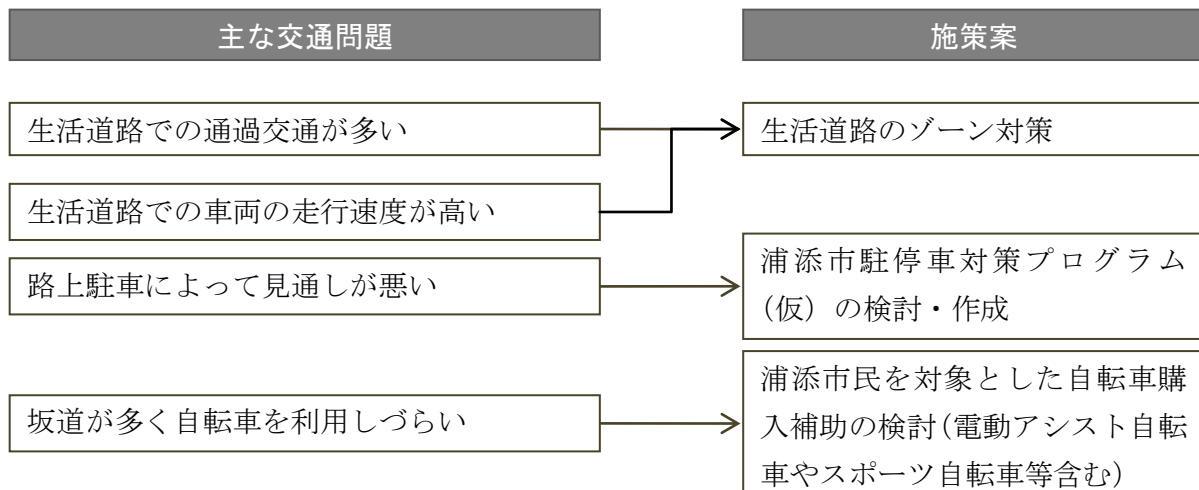 主な交通問題
施策案
生活道路での通過交通が多い
生活道路のゾーン対策
生活道路での車両の走行速度が高い
路上駐車によって見通しが悪い
浦添市駐停車対策プログラム
（仮）の検討・作成
坂道が多く自転車を利用しづらい
浦添市民を対象とした自転車購
入補助の検討（電動アシスト自転
車やスポーツ自転車等含む）